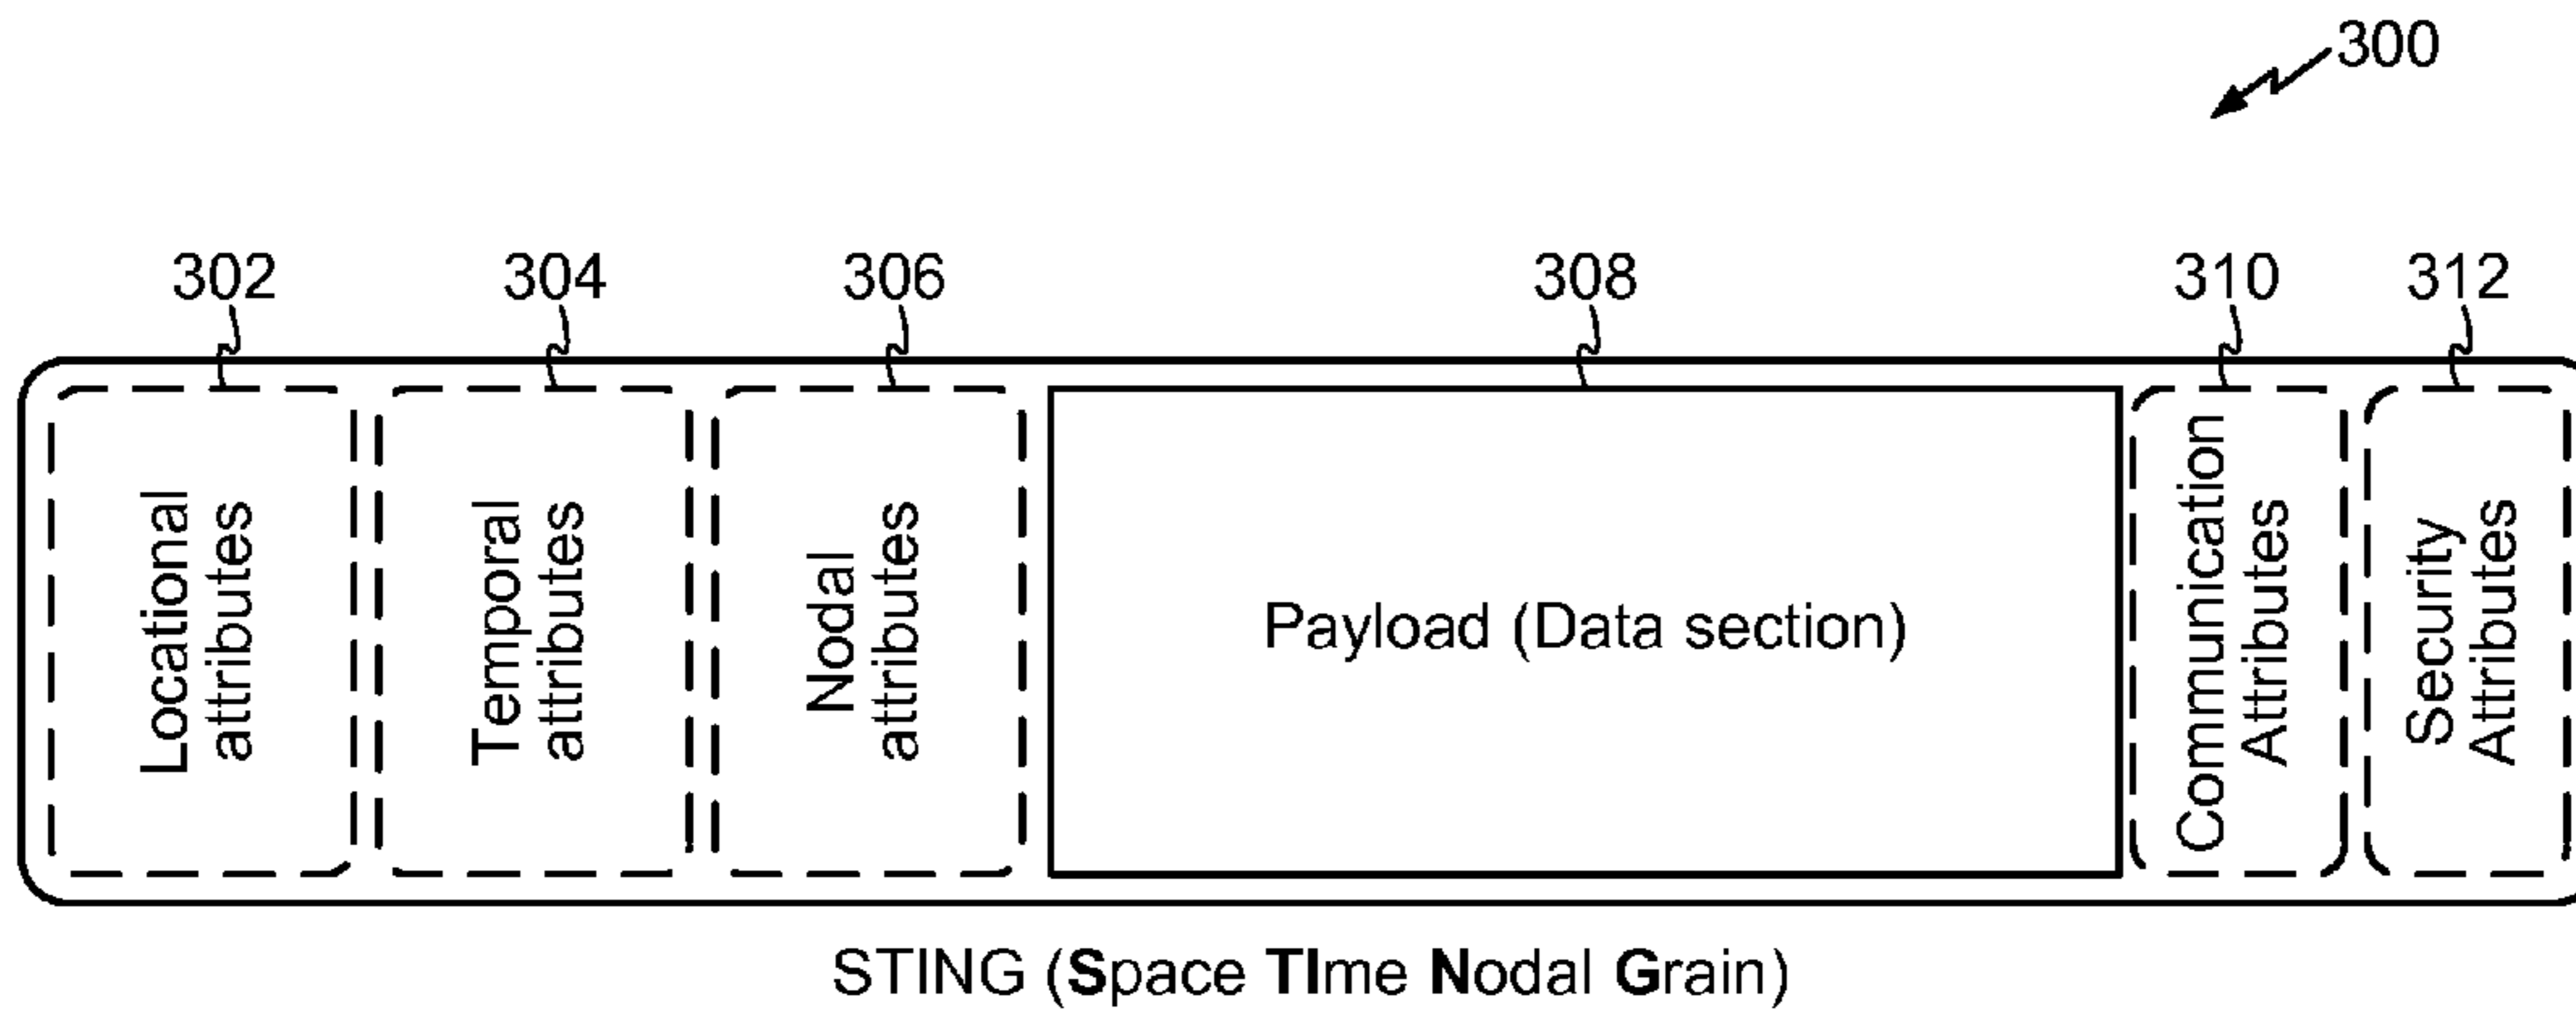 300
302
304
306
308
310
312
Locational
attributes
Temporal
attributes
Nodal
attributes
Payload (Data section)
Communication
Attributes
Security
Attributes
STING (Space TIme Nodal Grain)